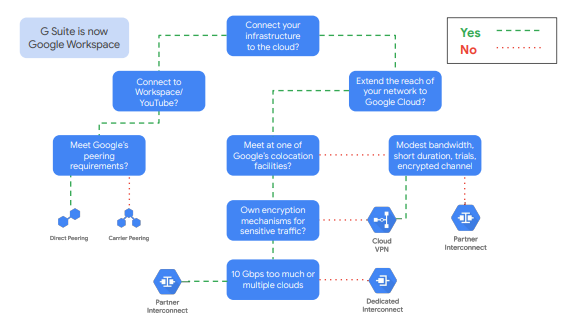 G Suite is now
Google Workspace
Connect your
infrastructure
to the cloud?
Yes
No
Connect to
Workspace/
YouTube?
Extend the reach of
your network to
Google Cloud?
Meet Google's
peering
requirements?
Meet at one of
Google's colocation
facilities?
Modest bandwidth,
short duration, trials,
encrypted channel
Direct Peering
Carrier Peering
Own encryption
mechanisms for
sensitive traffic?
Cloud
VPN
Partner
Interconnect
10 Gbps too much or
multiple clouds
Partner
Interconnect
Dedicated
Interconnect